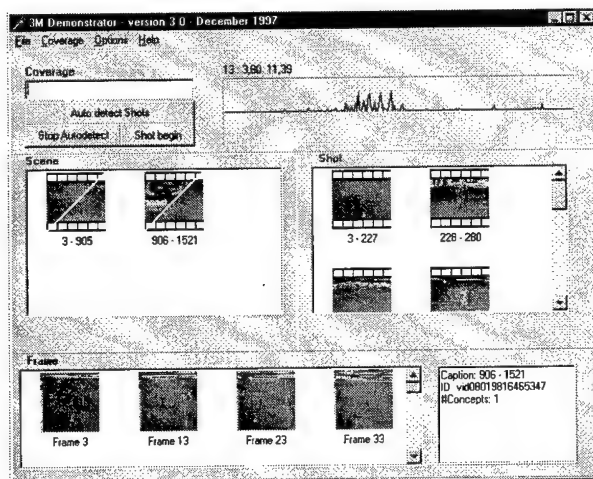 3M Demonstrator - version 3.0 - December 1997
File Coverage Options Help
Coverage
13 : 3,80 11,39
Auto detect Shots
Stop Autodetect Shot begin
Scene
3 - 905 906 - 1521
Shot
3 - 227 228 - 280
Frame
Frame 3 Frame 13 Frame 23 Frame 33
Caption: 906 - 1521
ID vid08019816465347
#Concepts: 1